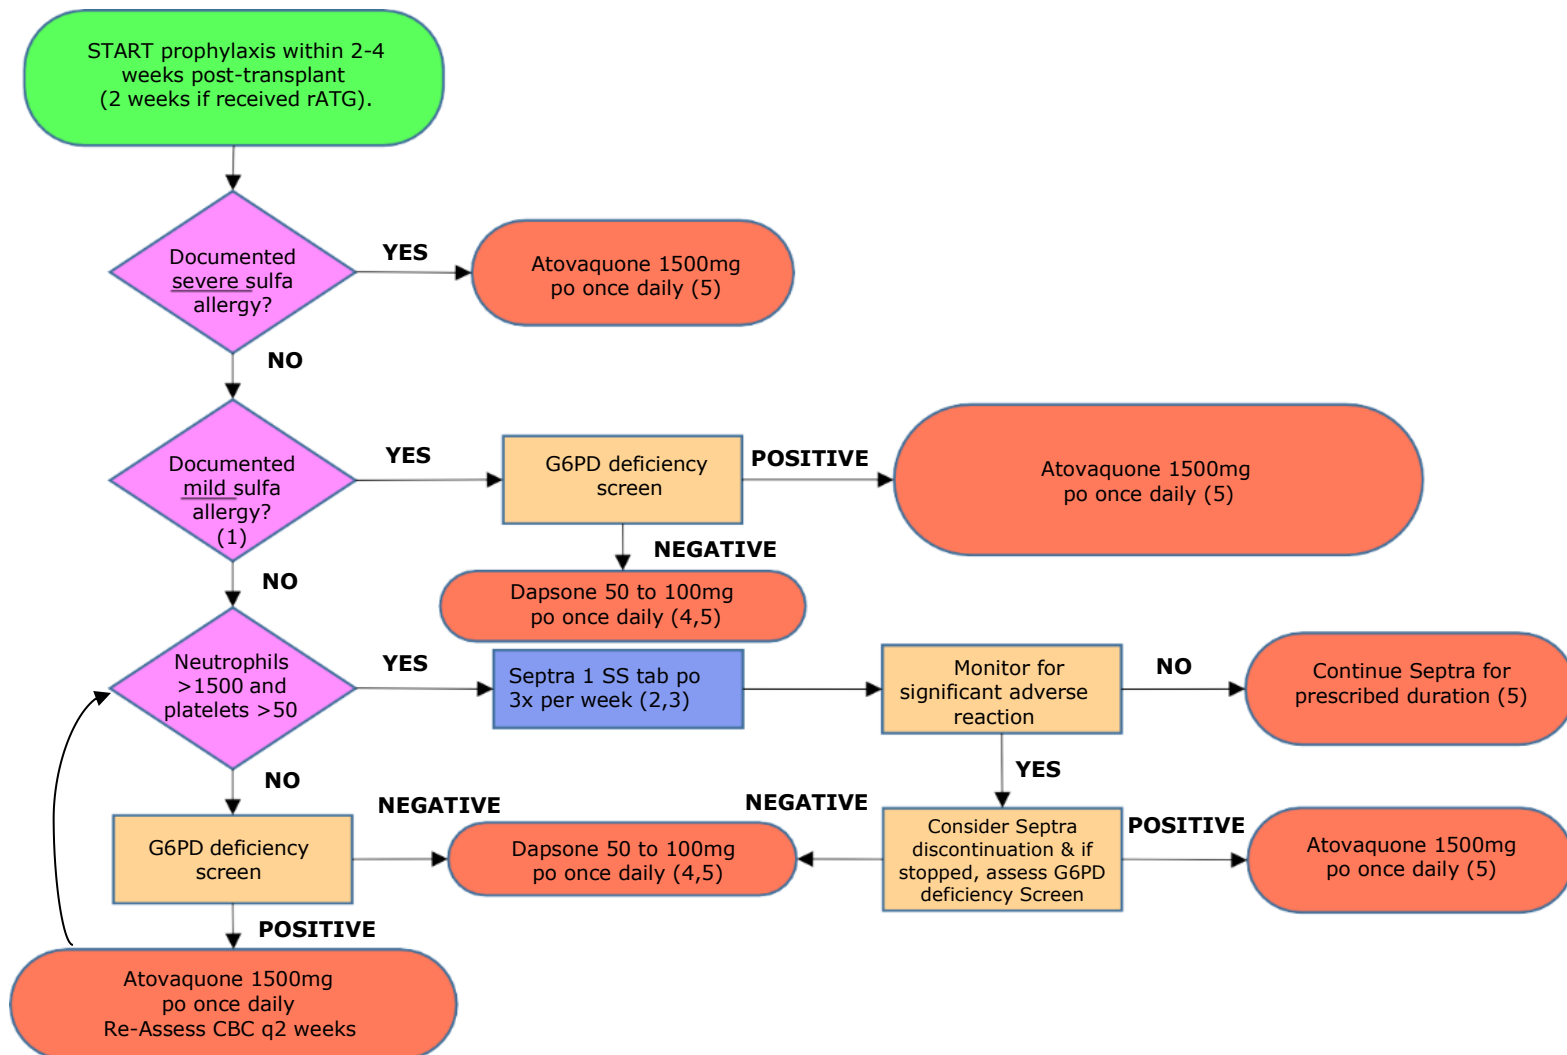 START prophylaxis within 2-4
weeks post-transplant
(2 weeks if received rATG).
Documented
severe sulfa
allergy?
YES
Atovaquone 1500mg
po once daily (5)
NO
Documented
mild sulfa
allergy?
(1)
YES
G6PD deficiency
screen
POSITIVE
Atovaquone 1500mg
po once daily (5)
NEGATIVE
Dapsone 50 to 100mg
po once daily (4,5)
NO
Neutrophils
>1500 and
platelets >50
YES
Septra 1 SS tab po
3x per week (2,3)
Monitor for
significant adverse
reaction
NO
Continue Septra for
prescribed duration (5)
YES
NO
G6PD deficiency
screen
NEGATIVE
Dapsone 50 to 100mg
po once daily (4,5)
NEGATIVE
Consider Septra
discontinuation & if
stopped, assess G6PD
deficiency Screen
POSITIVE
Atovaquone 1500mg
po once daily (5)
POSITIVE
Atovaquone 1500mg
po once daily
Re-Assess CBC q2 weeks